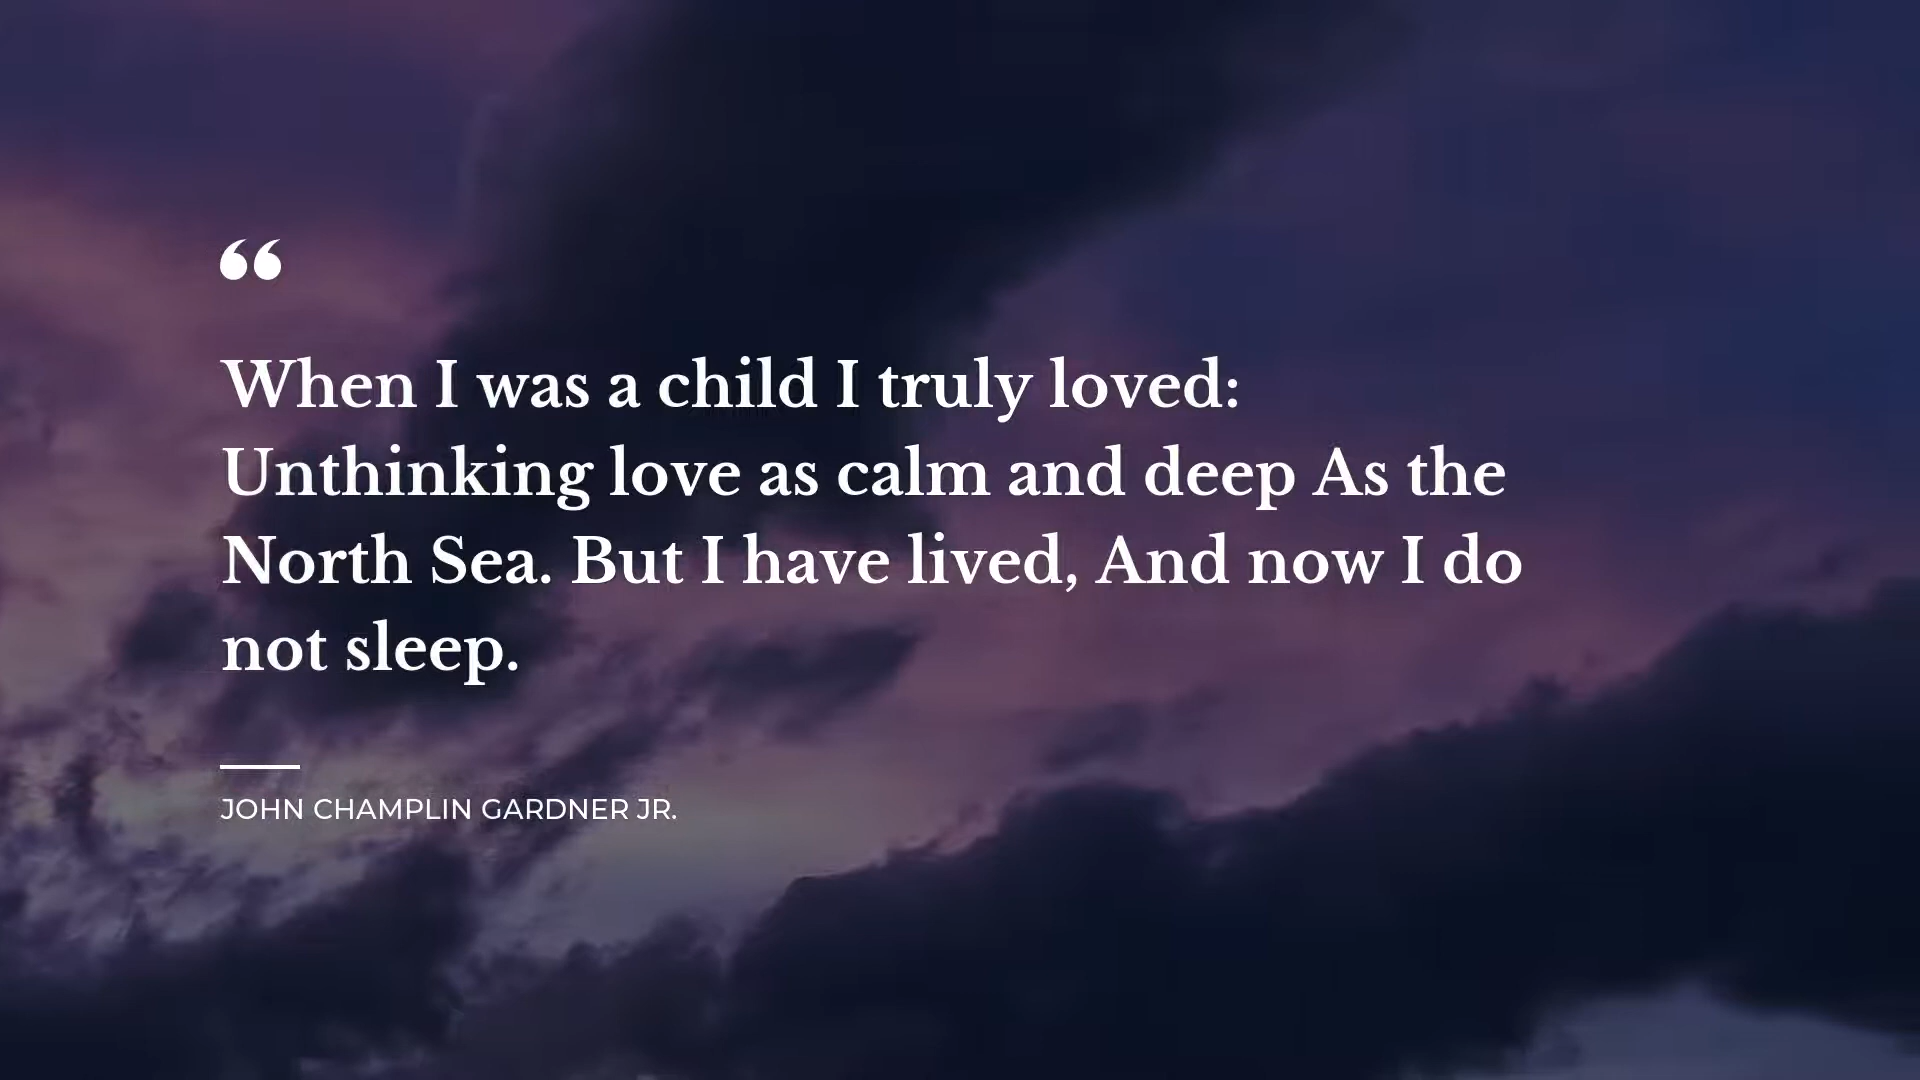 “
When I was a child I truly loved:
Unthinking love as calm and deep As the
North Sea. But I have lived, And now I do
not sleep.
JOHN CHAMPLIN GARDNER JR.